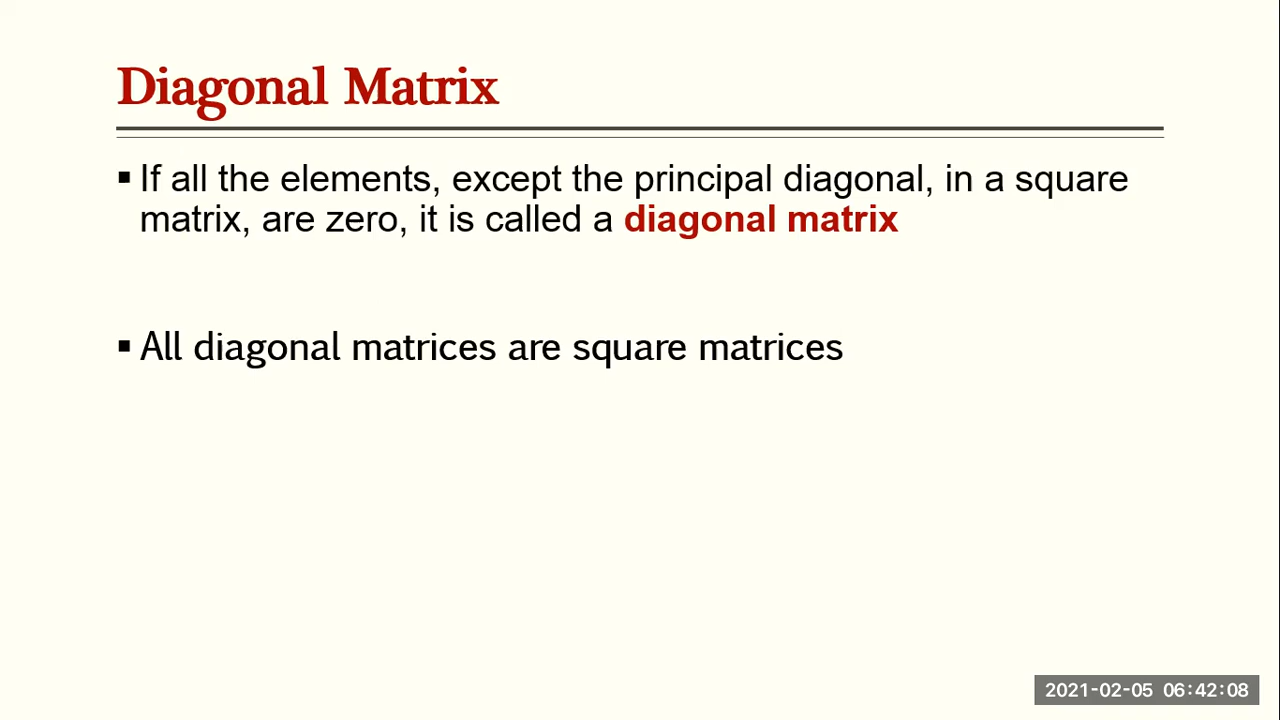 Diagonal Matrix
▪ If all the elements, except the principal diagonal, in a square
matrix, are zero, it is called a diagonal matrix
▪ All diagonal matrices are square matrices
2021-02-05 06:42:08